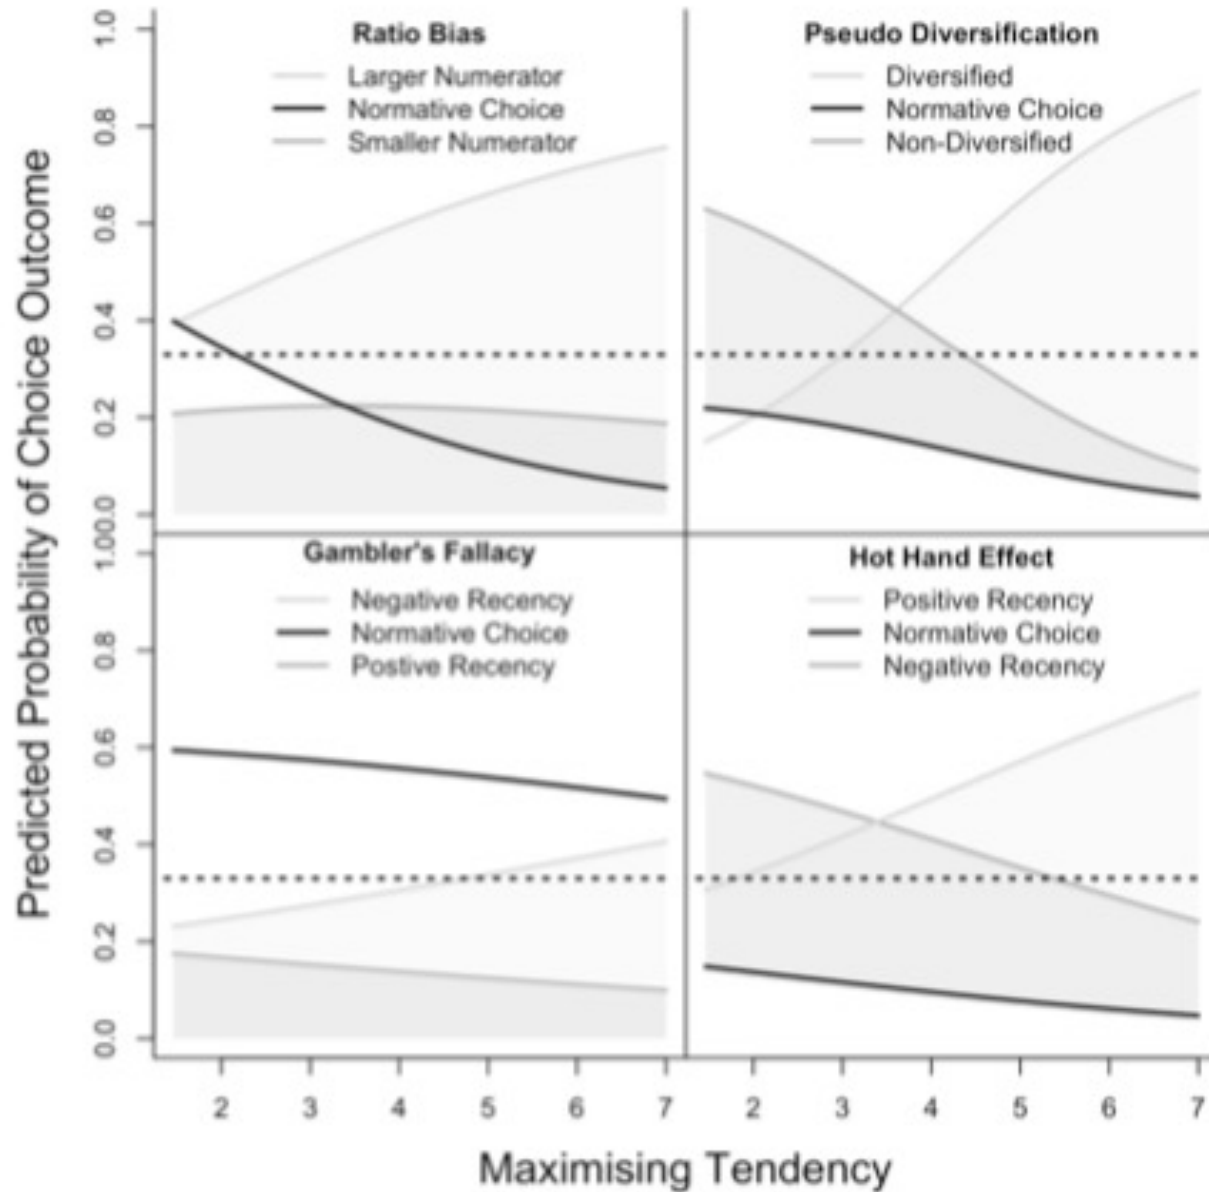 Predicted Probability of Choice Outcome
1.0
0.8
0.6
0.4
0.2
0.0
Ratio Bias
Larger Numerator
Normative Choice
Smaller Numerator
Pseudo Diversification
Diversified
Normative Choice
Non-Diversified
1.0
0.8
0.6
0.4
0.2
0.0
Gambler's Fallacy
Negative Recency
Normative Choice
Postive Recency
Hot Hand Effect
Positive Recency
Normative Choice
Negative Recency
2 3 4 5 6 7
2 3 4 5 6 7
Maximising Tendency